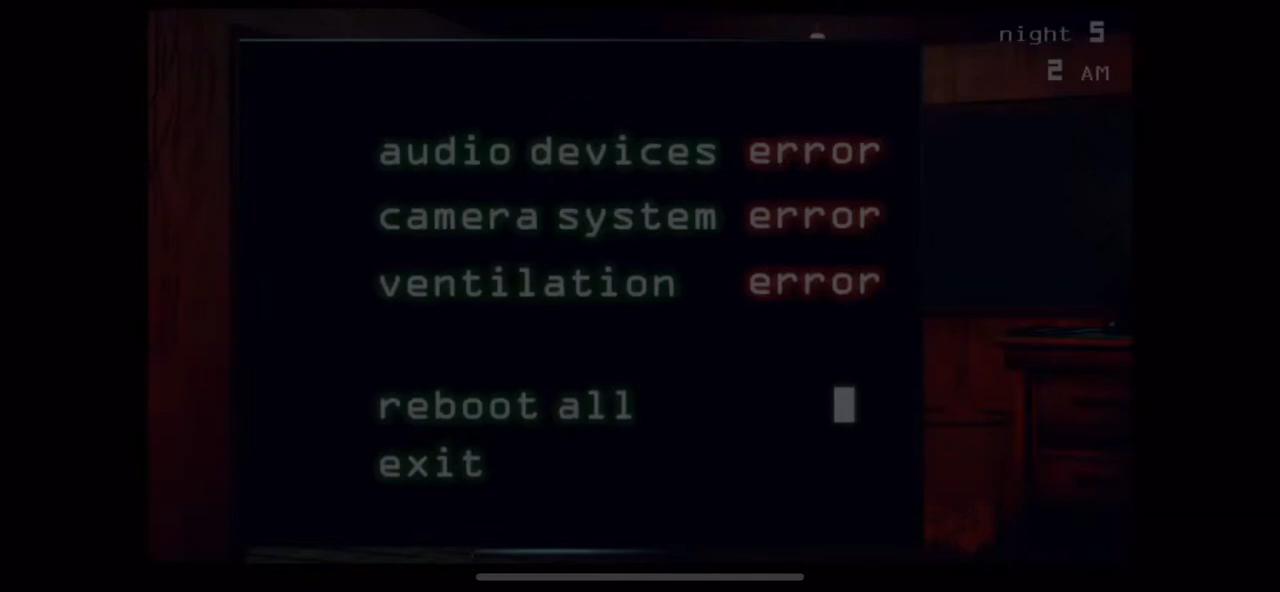 night 5
2 AM
audio devices error
camera system error
ventilation error
reboot all
exit